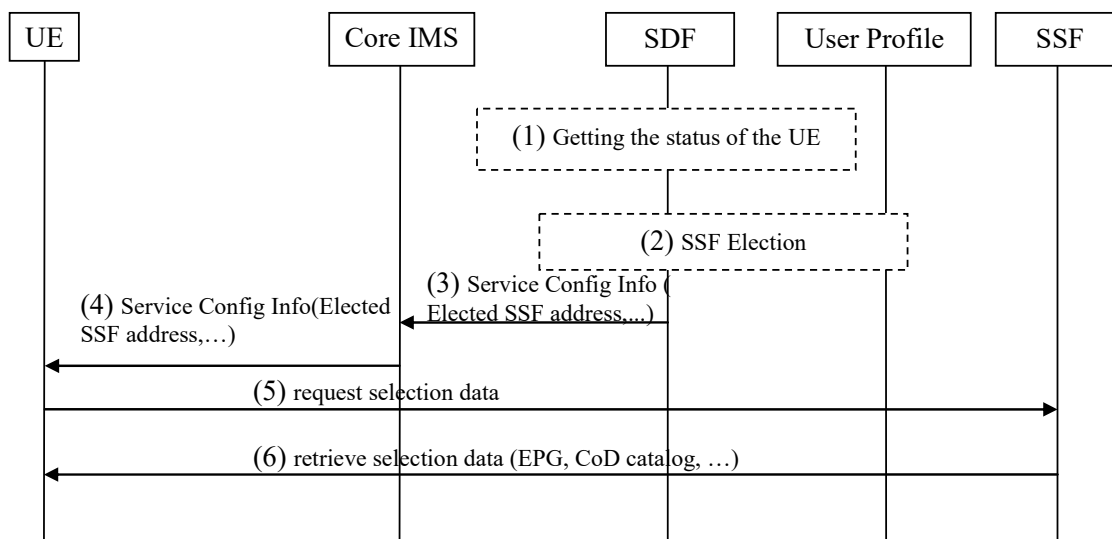 UE
Core IMS
SDF
User Profile
SSF
(1) Getting the status of the UE
(2) SSF Election
(3) Service Config Info (
Elected SSF address,...)
(4) Service Config Info(Elected
SSF address,…)
(5) request selection data
(6) retrieve selection data (EPG, CoD catalog, …)